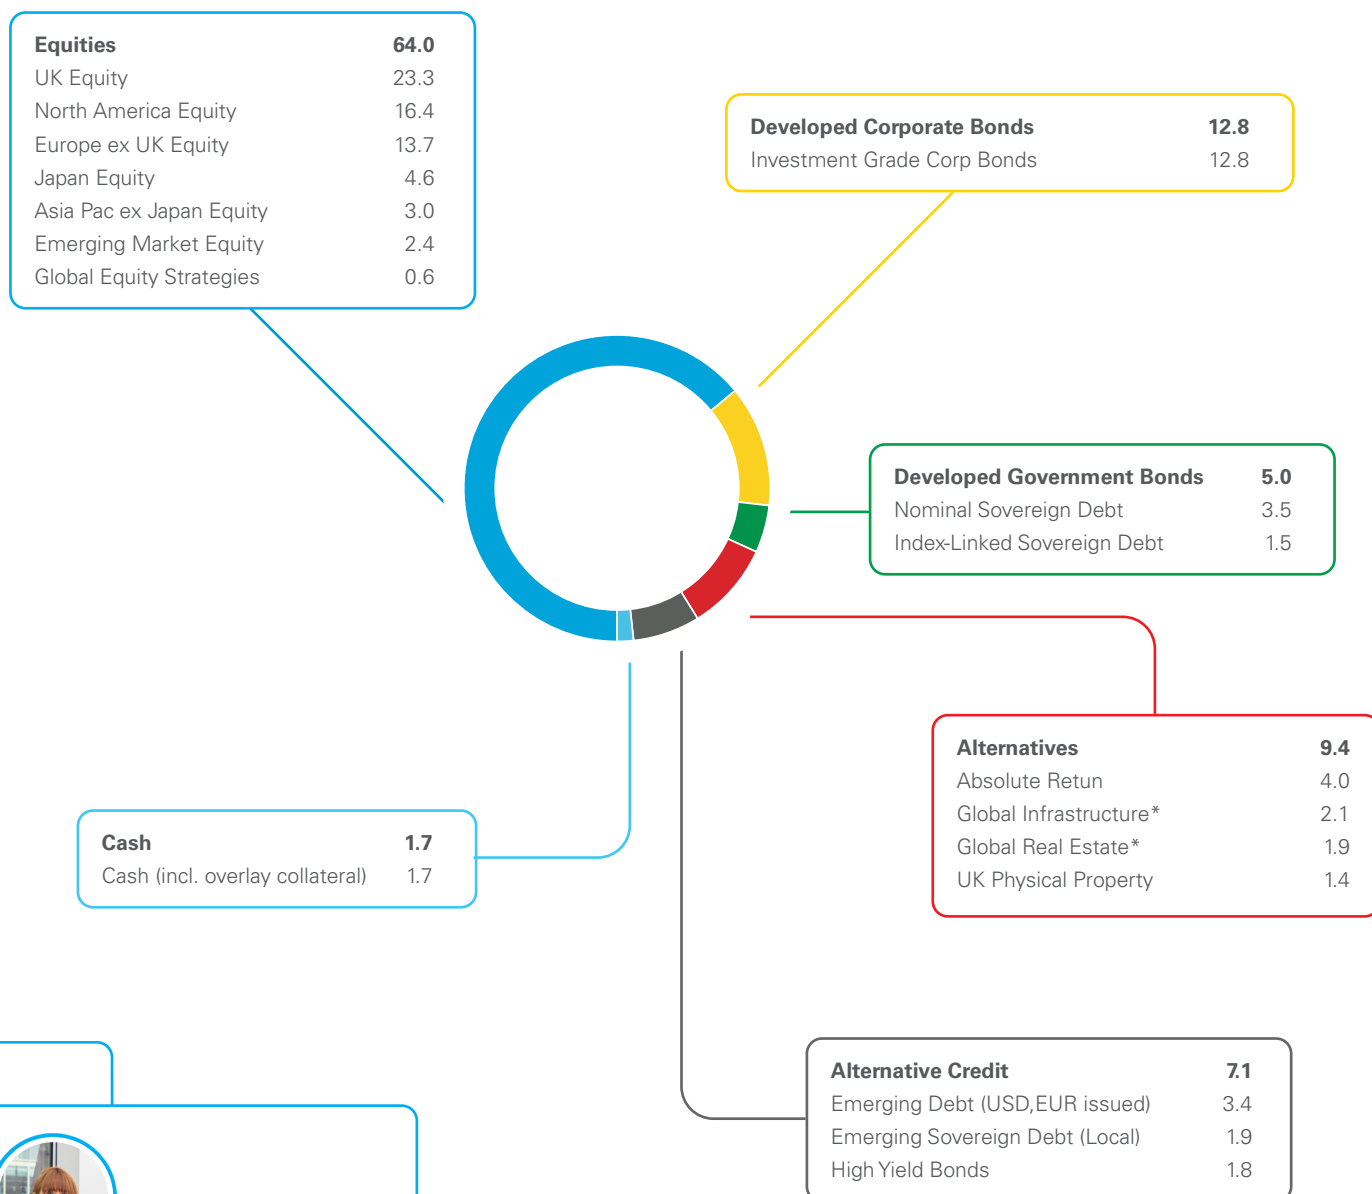 Equities 64.0
UK Equity 23.3
North America Equity 16.4
Europe ex UK Equity 13.7
Japan Equity 4.6
Asia Pac ex Japan Equity 3.0
Emerging Market Equity 2.4
Global Equity Strategies 0.6
Developed Corporate Bonds 12.8
Investment Grade Corp Bonds 12.8
Developed Government Bonds 5.0
Nominal Sovereign Debt 3.5
Index-Linked Sovereign Debt 1.5
Alternatives 9.4
Absolute Retun 4.0
Global Infrastructure* 2.1
Global Real Estate* 1.9
UK Physical Property 1.4
Cash 1.7
Cash (incl. overlay collateral) 1.7
Alternative Credit 7.1
Emerging Debt (USD,EUR issued) 3.4
Emerging Sovereign Debt (Local) 1.9
High Yield Bonds 1.8